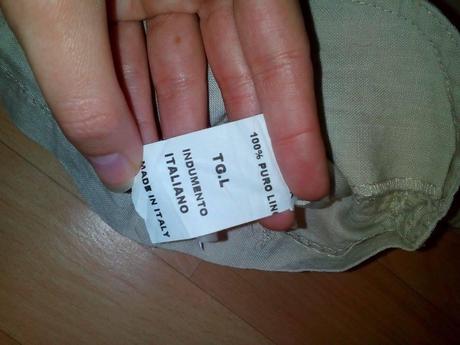 100% PURO LIN
TG.L
INDUMENTO
ITALIANO
MADE IN ITALY